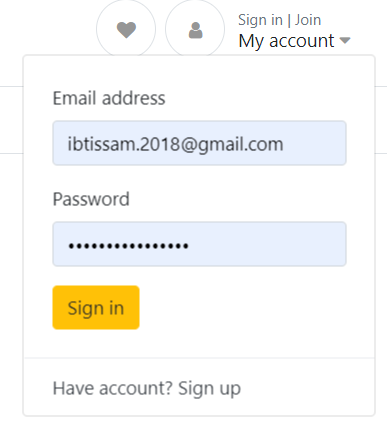 Sign in | Join
My account
Email address
ibtissam.2018@gmail.com
Password
••••••••••••••••
Sign in
Have account? Sign up